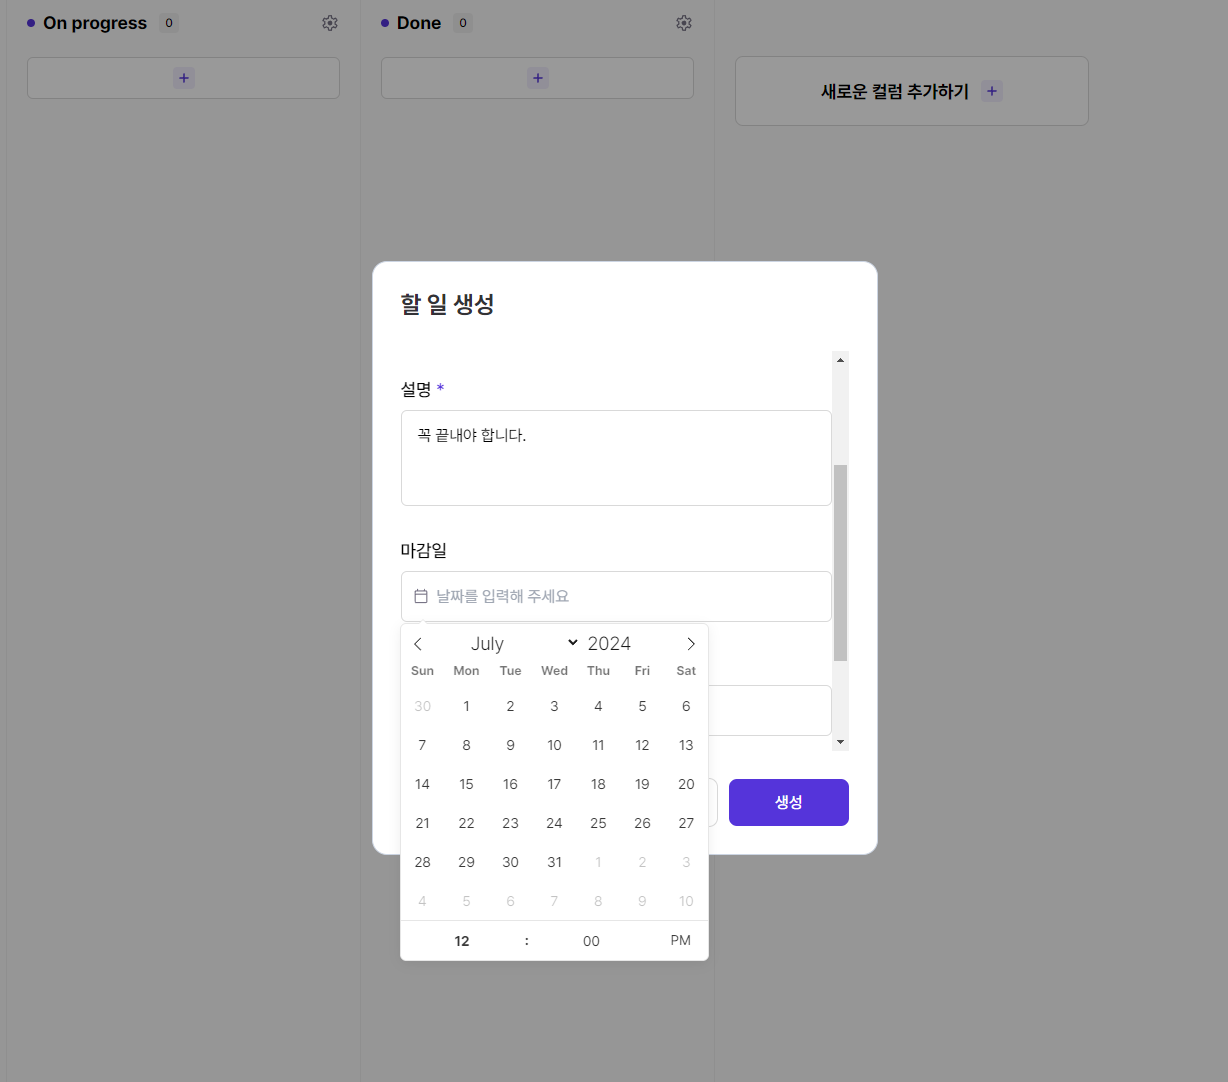 On progress 0
Done 0
새로운 컬럼 추가하기 +
+
+
할 일 생성
설명 *
꼭 끝내야 합니다.
마감일
날짜를 입력해 주세요
July 2024
Sun Mon Tue Wed Thu Fri Sat
30 1 2 3 4 5 6
7 8 9 10 11 12 13
14 15 16 17 18 19 20
21 22 23 24 25 26 27
28 29 30 31 1 2 3
4 5 6 7 8 9 10
12 : 00 PM
생성